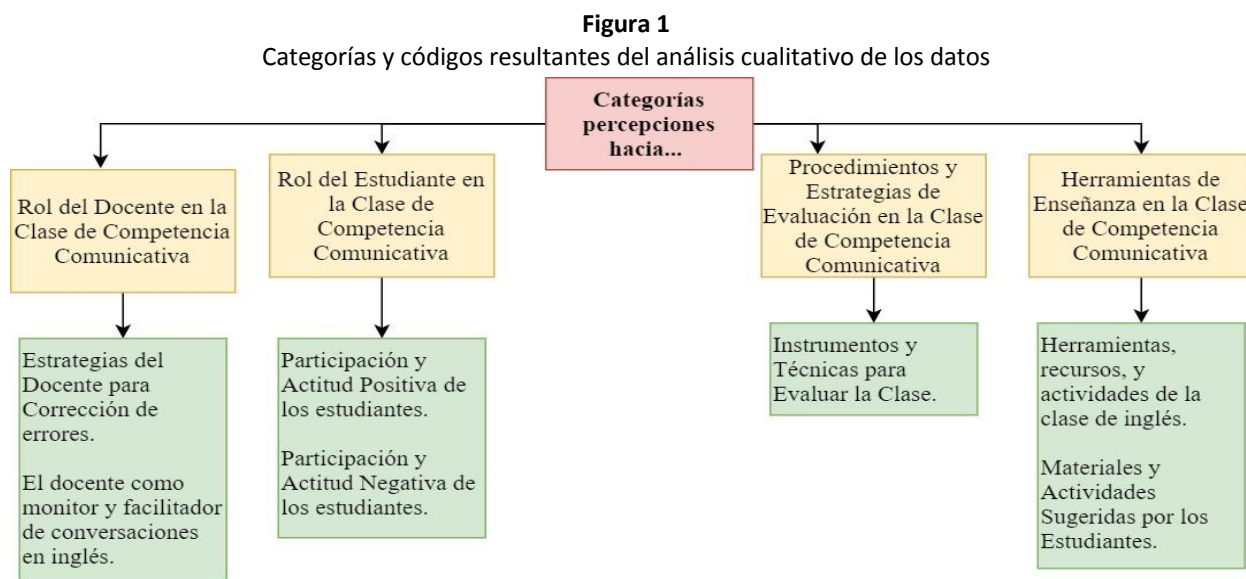 Figura 1
Categorías y códigos resultantes del análisis cualitativo de los datos
Categorías
percepciones
hacia...
Rol del Docente en la
Clase de Competencia
Comunicativa
Rol del Estudiante en
la Clase de
Competencia
Comunicativa
Procedimientos y
Estrategias de
Evaluación en la Clase
de Competencia
Comunicativa
Herramientas de
Enseñanza en la Clase
de Competencia
Comunicativa
Estrategias del
Docente para
Corrección de
errores.
El docente como
monitor y facilitador
de conversaciones
en inglés.
Participación y
Actitud Positiva de
los estudiantes.
Participación y
Actitud Negativa de
los estudiantes.
Instrumentos y
Técnicas para
Evaluar la Clase.
Herramientas,
recursos, y
actividades de la
clase de inglés.
Materiales y
Actividades
Sugeridas por los
Estudiantes.